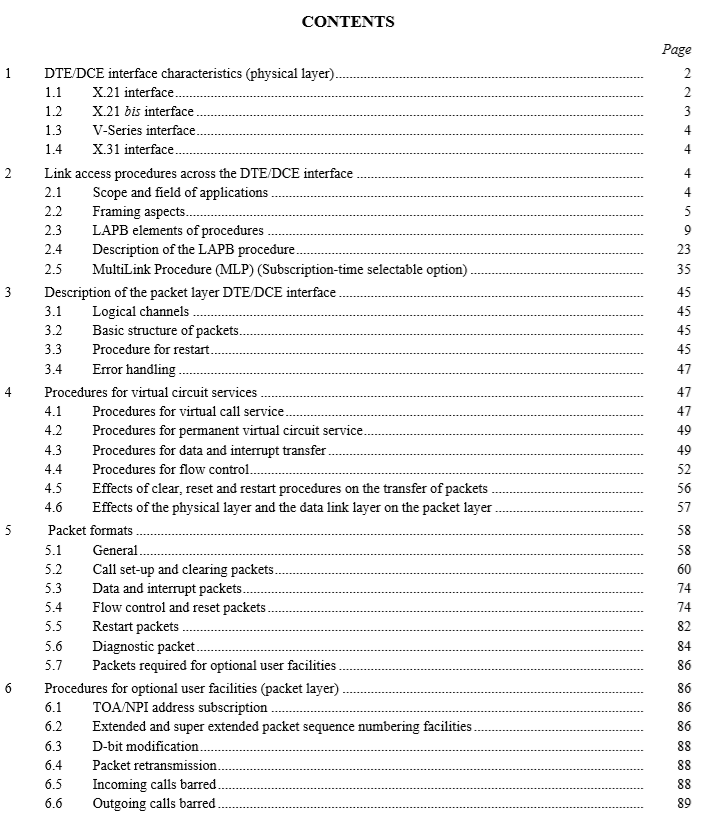 CONTENTS
Page
1 DTE/DCE interface characteristics (physical layer) 2
1.1 X.21 interface 2
1.2 X.21 bis interface 3
1.3 V-Series interface 4
1.4 X.31 interface 4
2 Link access procedures across the DTE/DCE interface 4
2.1 Scope and field of applications 4
2.2 Framing aspects 5
2.3 LAPB elements of procedures 9
2.4 Description of the LAPB procedure 23
2.5 MultiLink Procedure (MLP) (Subscription-time selectable option) 35
3 Description of the packet layer DTE/DCE interface 45
3.1 Logical channels 45
3.2 Basic structure of packets 45
3.3 Procedure for restart 45
3.4 Error handling 47
4 Procedures for virtual circuit services 47
4.1 Procedures for virtual call service 47
4.2 Procedures for permanent virtual circuit service 49
4.3 Procedures for data and interrupt transfer 49
4.4 Procedures for flow control 52
4.5 Effects of clear, reset and restart procedures on the transfer of packets 56
4.6 Effects of the physical layer and the data link layer on the packet layer 57
5 Packet formats 58
5.1 General 58
5.2 Call set-up and clearing packets 60
5.3 Data and interrupt packets 74
5.4 Flow control and reset packets 74
5.5 Restart packets 82
5.6 Diagnostic packet 84
5.7 Packets required for optional user facilities 86
6 Procedures for optional user facilities (packet layer) 86
6.1 TOA/NPI address subscription 86
6.2 Extended and super extended packet sequence numbering facilities 86
6.3 D-bit modification 88
6.4 Packet retransmission 88
6.5 Incoming calls barred 88
6.6 Outgoing calls barred 89